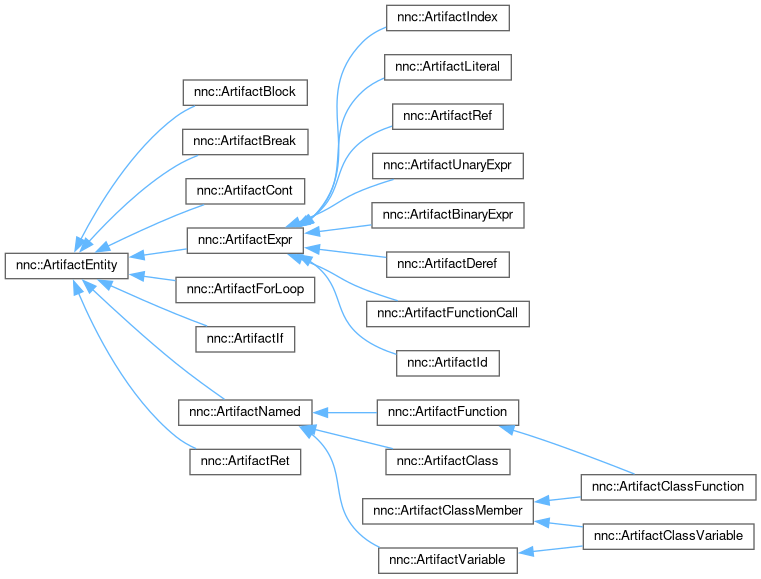 nnc::ArtifactIndex
nnc::ArtifactLiteral
nnc::ArtifactBlock
nnc::ArtifactRef
nnc::ArtifactBreak
nnc::ArtifactUnaryExpr
nnc::ArtifactCont
nnc::ArtifactBinaryExpr
nnc::ArtifactExpr
nnc::ArtifactEntity
nnc::ArtifactDeref
nnc::ArtifactForLoop
nnc::ArtifactFunctionCall
nnc::ArtifactIf
nnc::ArtifactId
nnc::ArtifactNamed
nnc::ArtifactFunction
nnc::ArtifactRet
nnc::ArtifactClass
nnc::ArtifactClassFunction
nnc::ArtifactClassMember
nnc::ArtifactClassVariable
nnc::ArtifactVariable